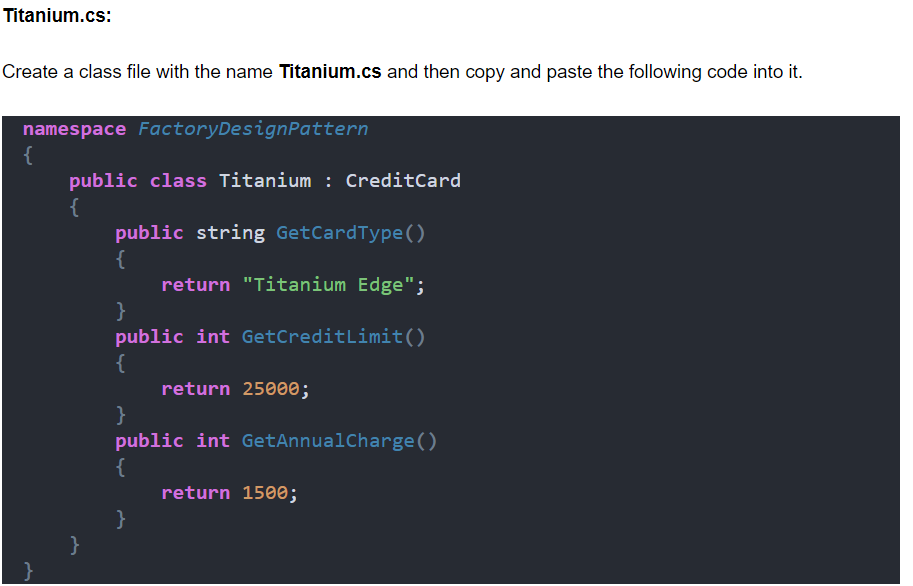 Titanium.cs:
Create a class file with the name Titanium.cs and then copy and paste the following code into it.
namespace FactoryDesignPattern
{
    public class Titanium : CreditCard
    {
        public string GetCardType()
        {
            return "Titanium Edge";
        }
        public int GetCreditLimit()
        {
            return 25000;
        }
        public int GetAnnualCharge()
        {
            return 1500;
        }
    }
}